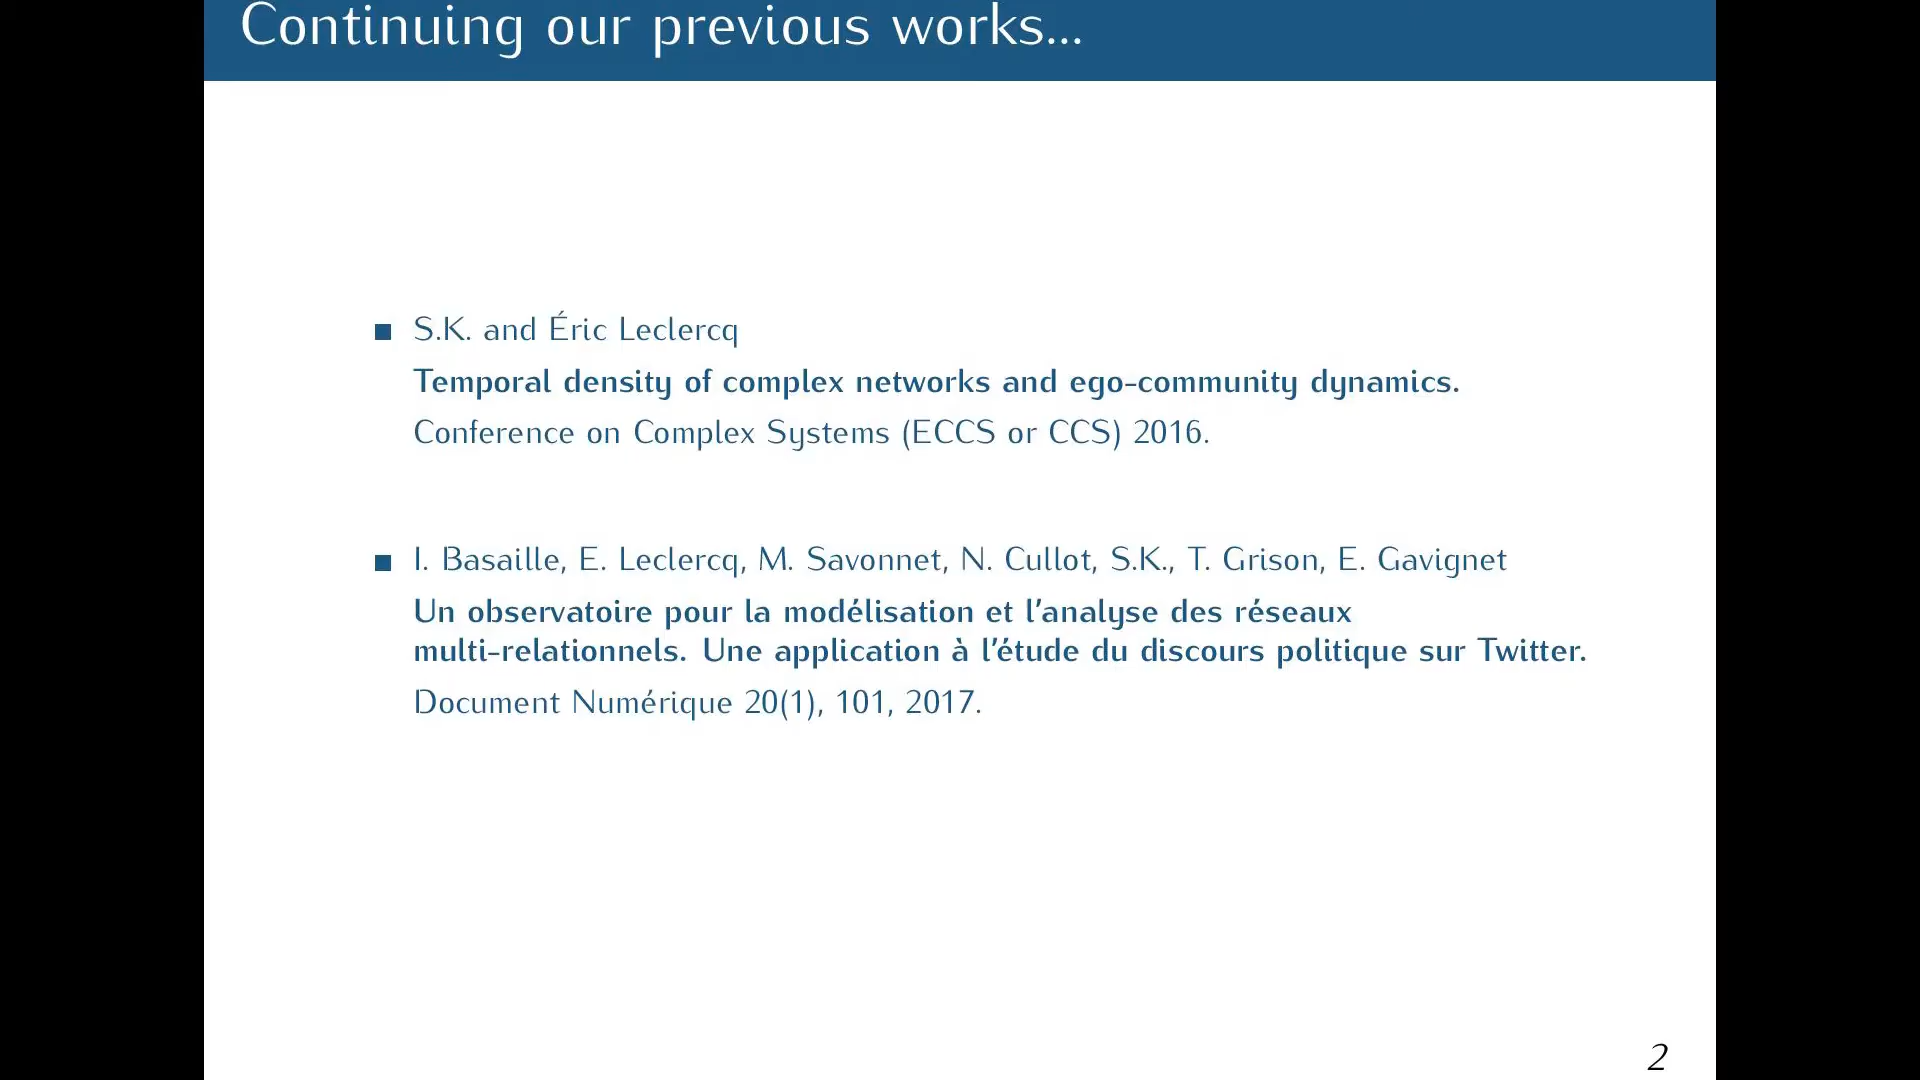 Continuing our previous works...
S.K. and Éric Leclercq
Temporal density of complex networks and ego-community dynamics.
Conference on Complex Systems (ECCS or CCS) 2016.
I. Basaille, E. Leclercq, M. Savonnet, N. Cullot, S.K., T. Grison, E. Gavignet
Un observatoire pour la modélisation et l'analyse des réseaux
multi-relationnels. Une application à l'étude du discours politique sur Twitter.
Document Numérique 20(1), 101, 2017.
2